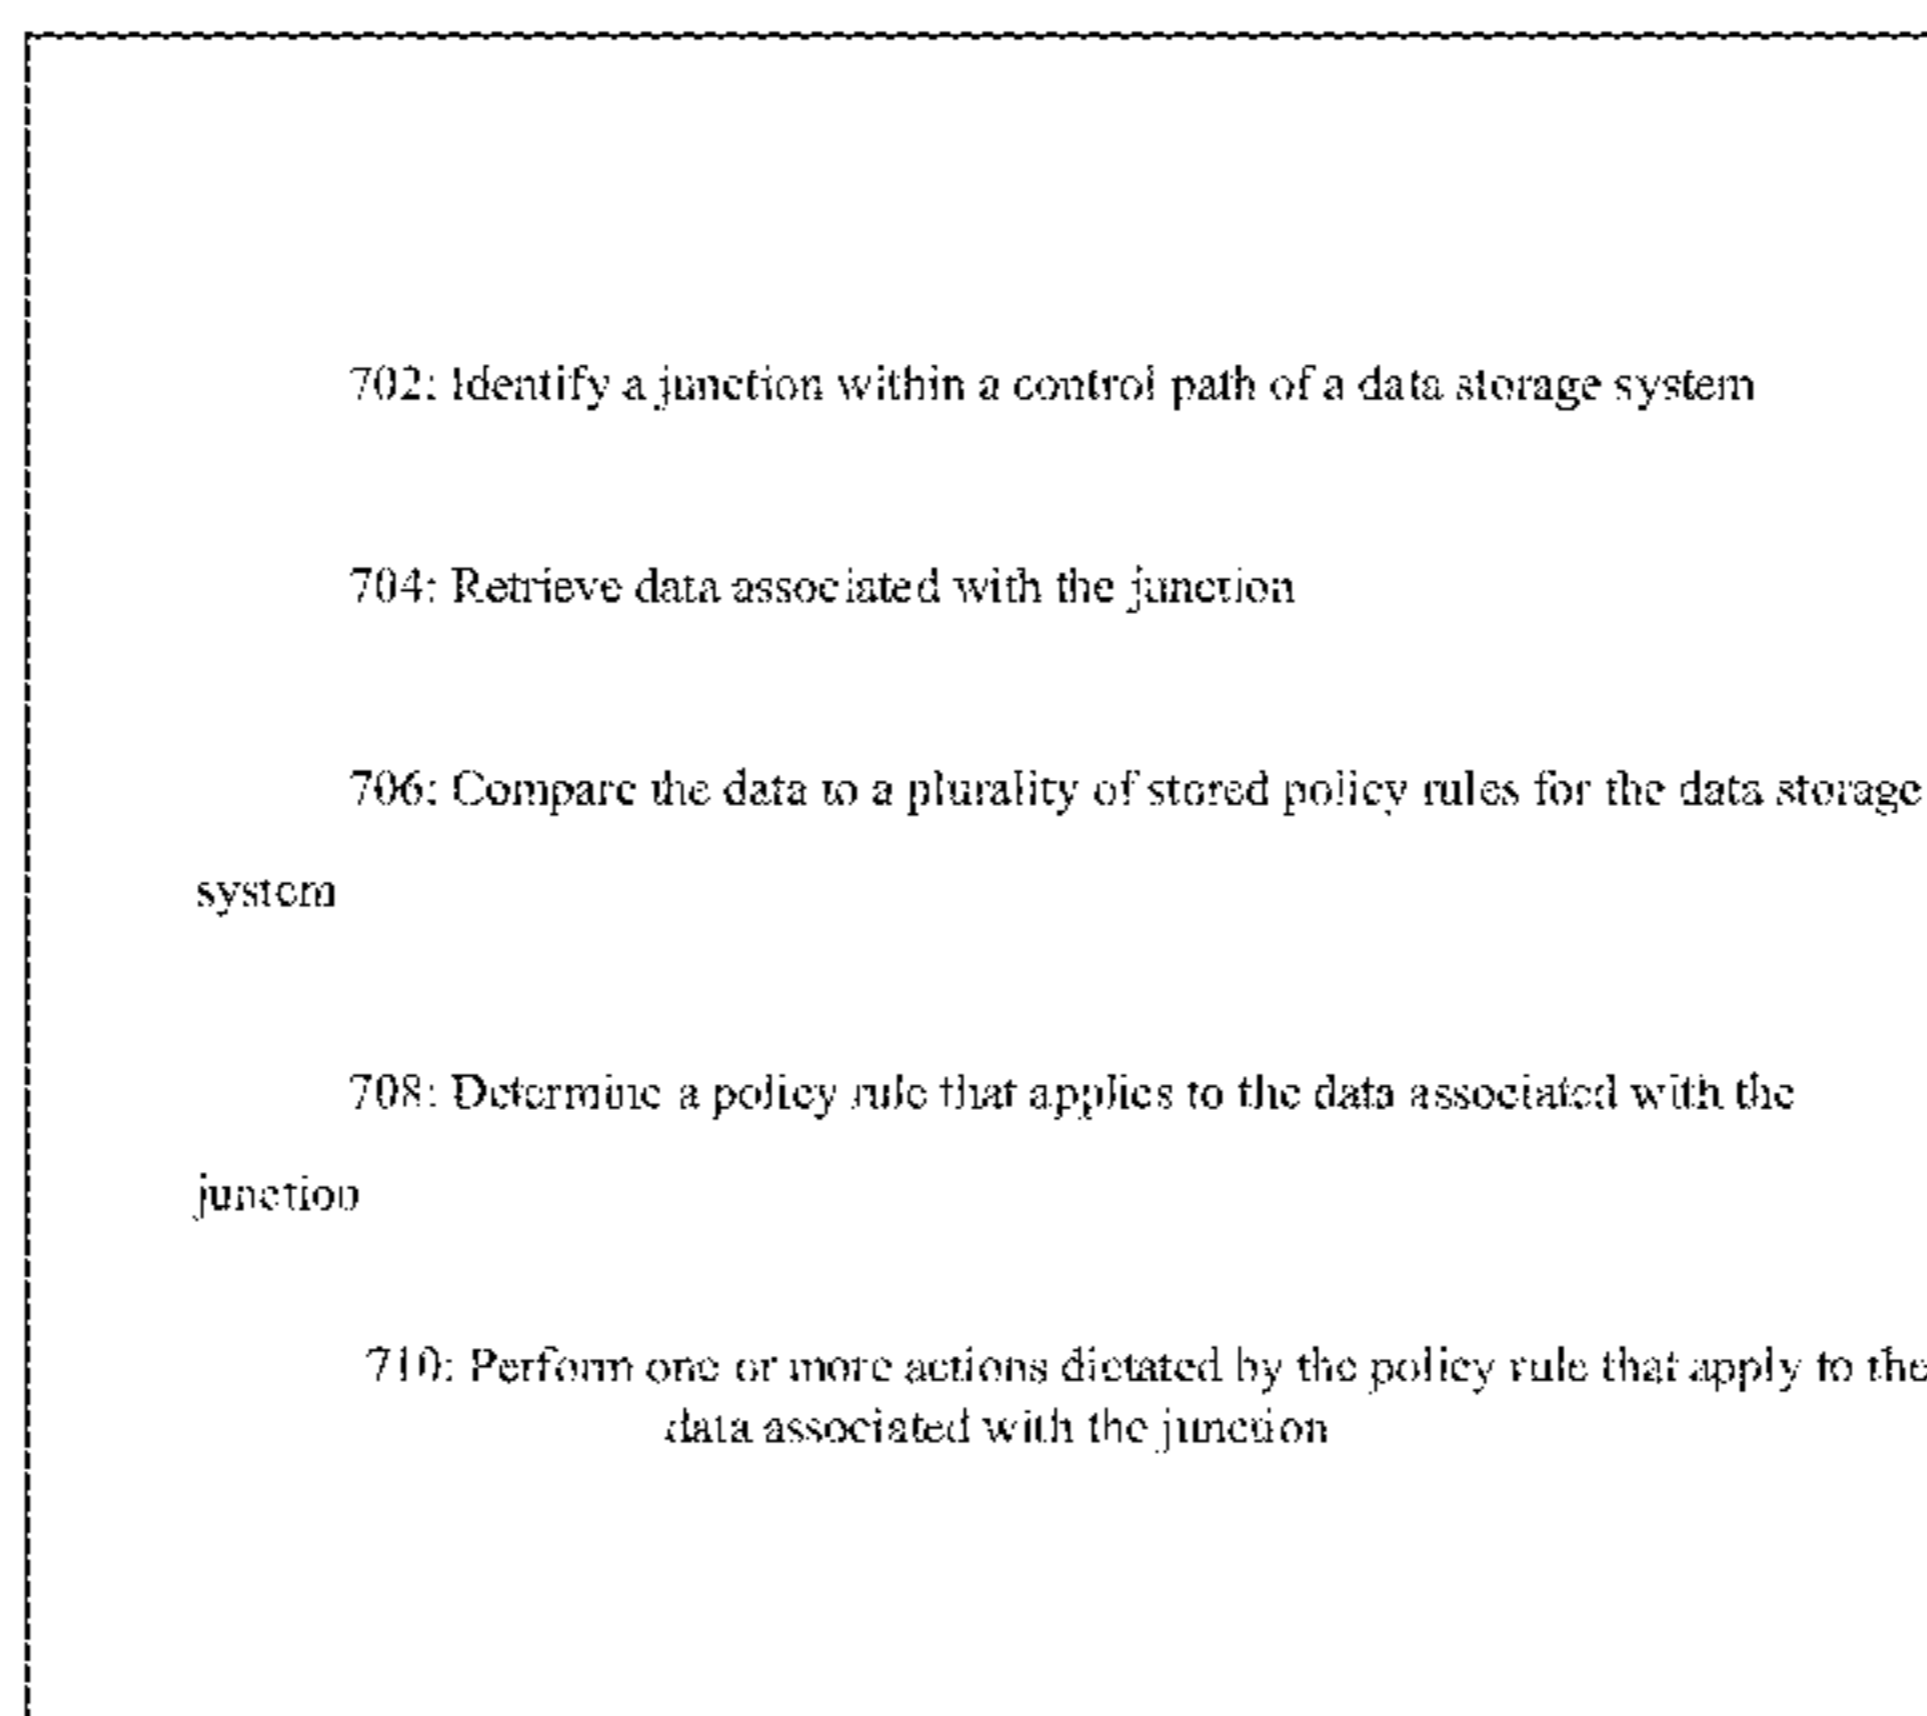 702: Identify a junction within a control path of a data storage system
704: Retrieve data associated with the junction
706: Compare the data to a plurality of stored policy rules for the data storage
system
708: Determine a policy rule that applies to the data associated with the
junction
710: Perform one or more actions dictated by the policy rule that apply to the
data associated with the junction